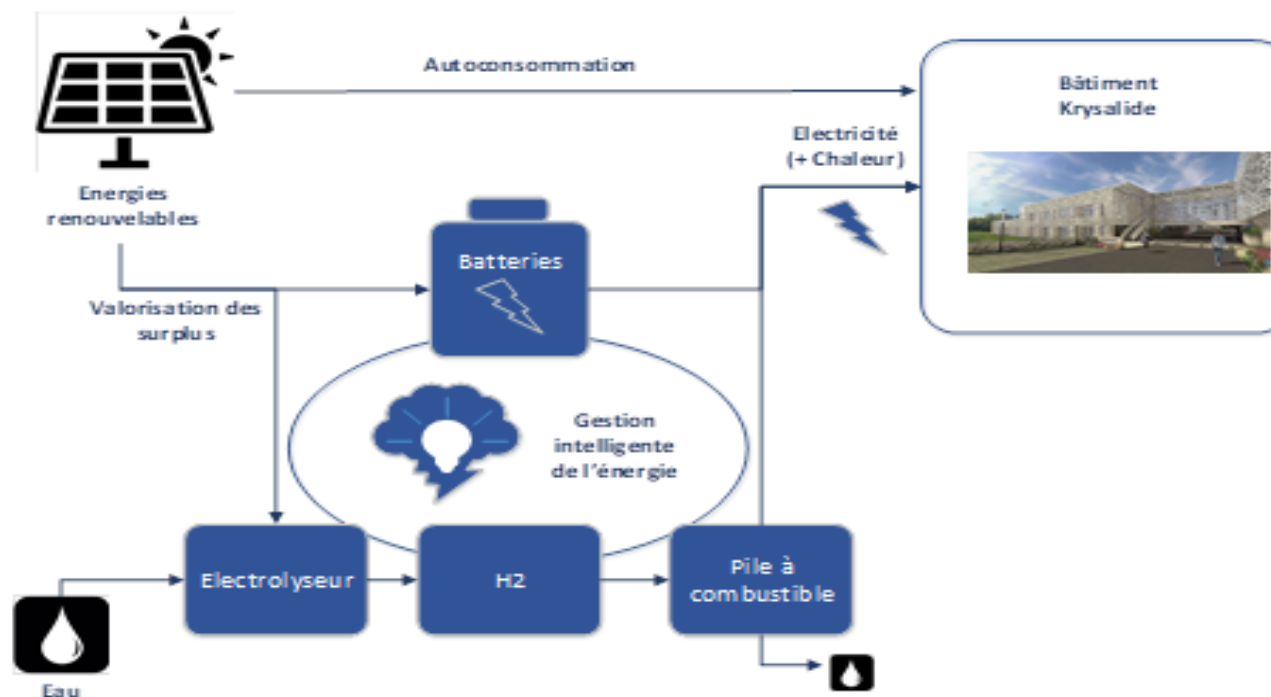 Autoconsommation
Bâtiment
Krysalide
Electricité
(+ Chaleur)
Energies
renouvelables
Batteries
Valorisation des
surplus
Gestion
intelligente
de l'énergie
Electrolyseur
H2
Pile à
combustible
Eau